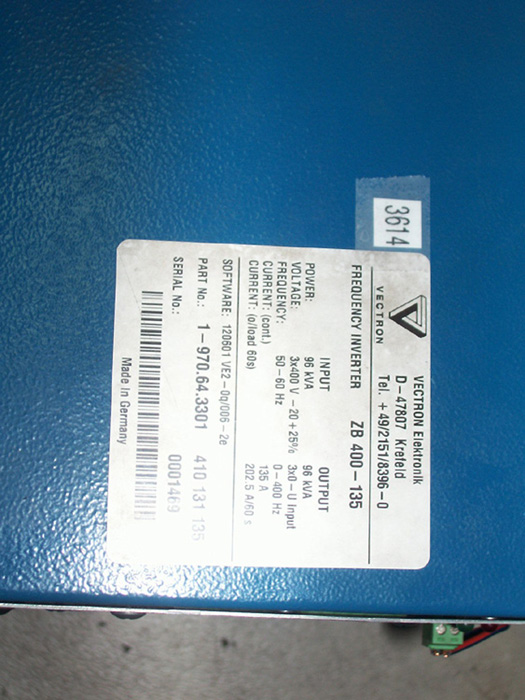 3614
VECTRON
VECTRON Elektronik
D-47807 Krefeld
Tel. +49/2151/8396-0
FREQUENCY INVERTER ZB 400-135
INPUT OUTPUT
POWER: 96 kVA 96 kVA
VOLTAGE: 3x400 V -20 +25% 3x0-U Input
FREQUENCY: 50-60 Hz 0-400 Hz
CURRENT: (cont.) 135 A
CURRENT: (o/load 60s) 202.5 A/60 s
SOFTWARE: 120601 VE2-0q/006-2e
PART No.: 1-970.64.3301 410 131 135
SERIAL No.: 0001469
Made in Germany